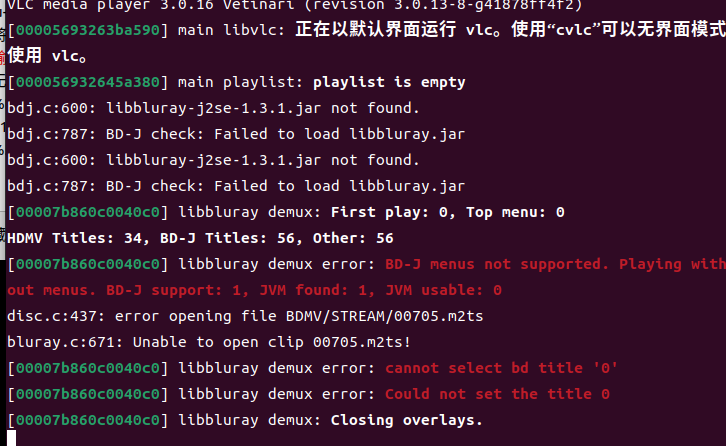 VLC media player 3.0.16 Vetinari (revision 3.0.13-8-g41878ff4f2)
[00005693263ba590] main libvlc: 正在以默认界面运行 vlc。使用“cvlc”可以无界面模式
使用 vlc。
[000056932645a380] main playlist: playlist is empty
bdj.c:600: libbluray-j2se-1.3.1.jar not found.
bdj.c:787: BD-J check: Failed to load libbluray.jar
bdj.c:600: libbluray-j2se-1.3.1.jar not found.
bdj.c:787: BD-J check: Failed to load libbluray.jar
[00007b860c0040c0] libbluray demux: First play: 0, Top menu: 0
HDMV Titles: 34, BD-J Titles: 56, Other: 56
[00007b860c0040c0] libbluray demux error: BD-J menus not supported. Playing with
out menus. BD-J support: 1, JVM found: 1, JVM usable: 0
disc.c:437: error opening file BDMV/STREAM/00705.m2ts
bluray.c:671: Unable to open clip 00705.m2ts!
[00007b860c0040c0] libbluray demux error: cannot select bd title '0'
[00007b860c0040c0] libbluray demux error: Could not set the title 0
[00007b860c0040c0] libbluray demux: Closing overlays.